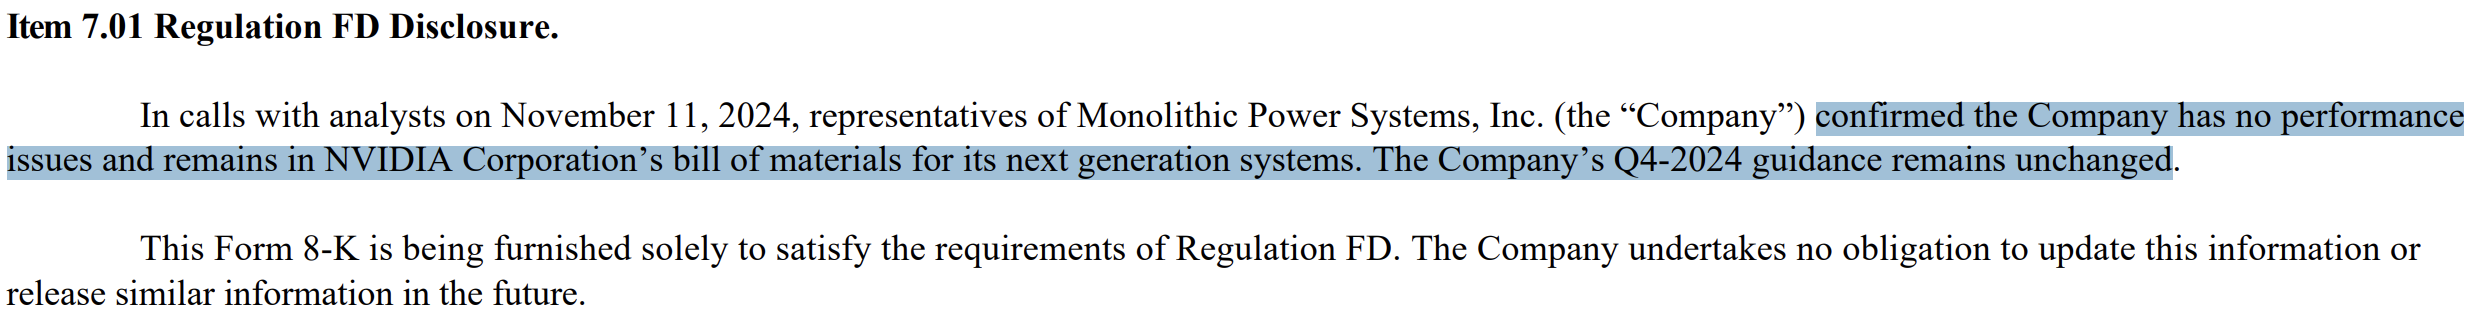 Item 7.01 Regulation FD Disclosure.
In calls with analysts on November 11, 2024, representatives of Monolithic Power Systems, Inc. (the “Company”) confirmed the Company has no performance
issues and remains in NVIDIA Corporation’s bill of materials for its next generation systems. The Company’s Q4-2024 guidance remains unchanged.
This Form 8-K is being furnished solely to satisfy the requirements of Regulation FD. The Company undertakes no obligation to update this information or
release similar information in the future.